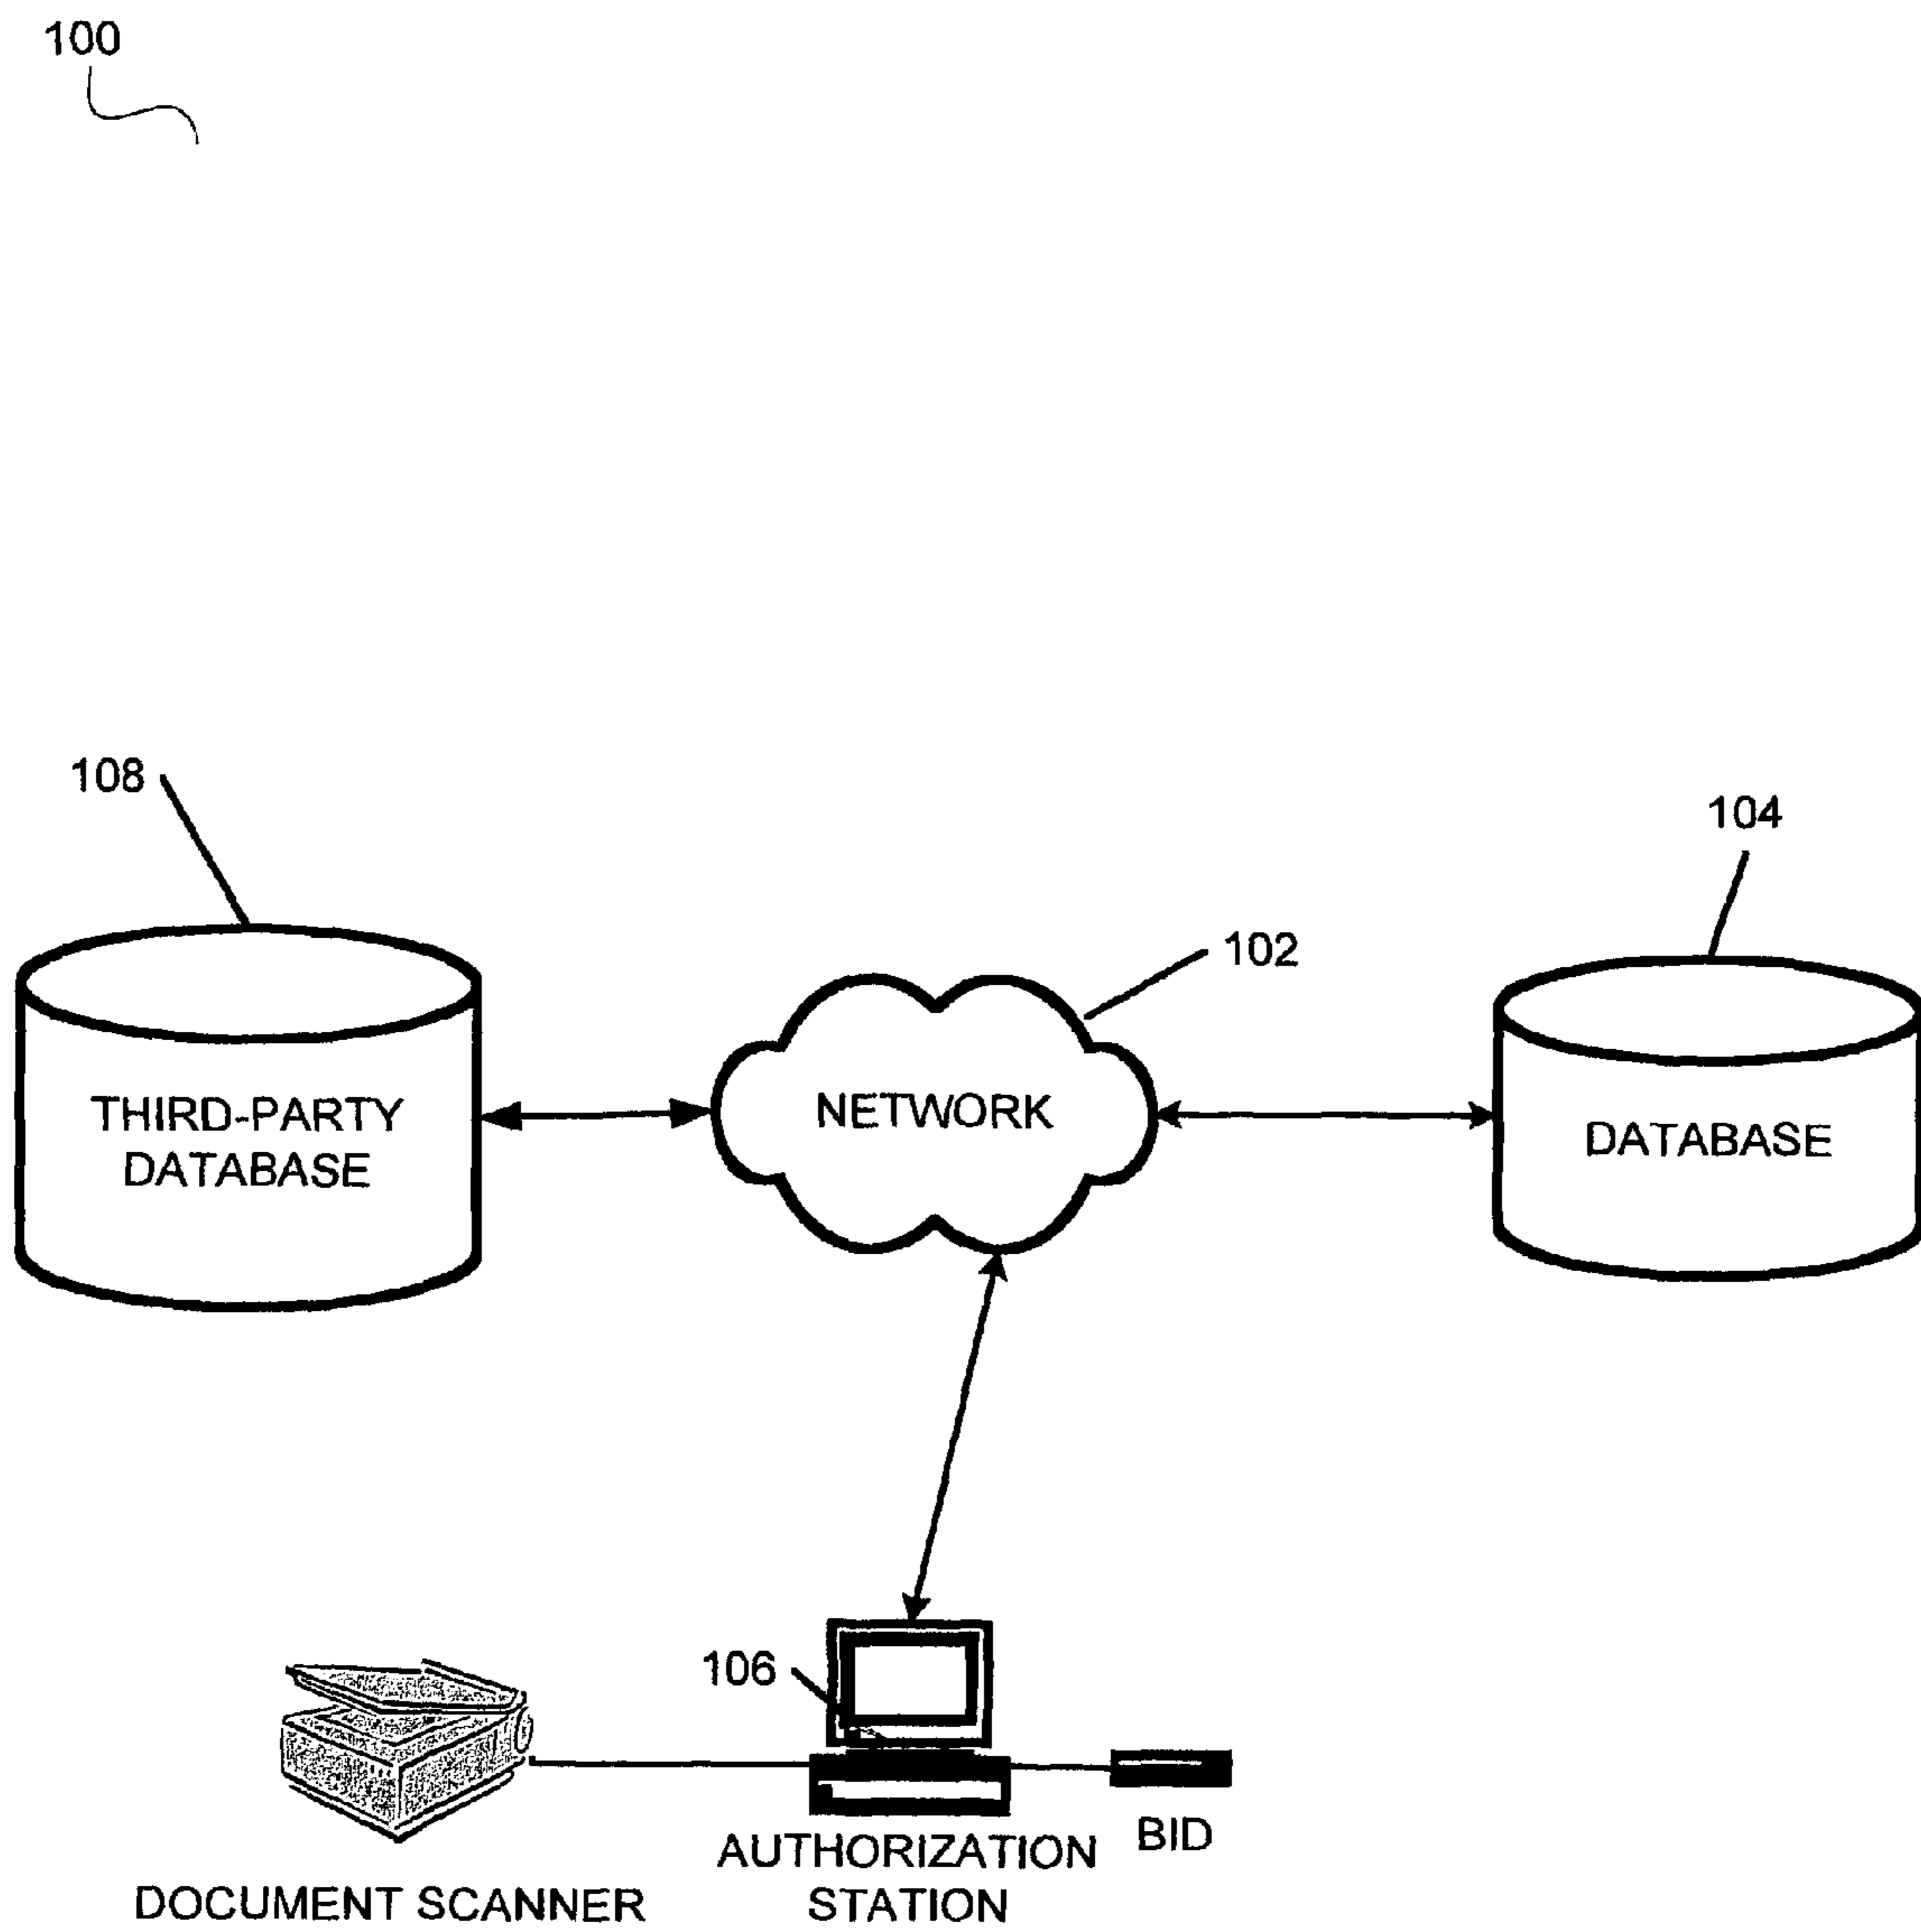 100
108
104
102
THIRD-PARTY
DATABASE
NETWORK
DATABASE
106
AUTHORIZATION
STATION
BID
DOCUMENT SCANNER